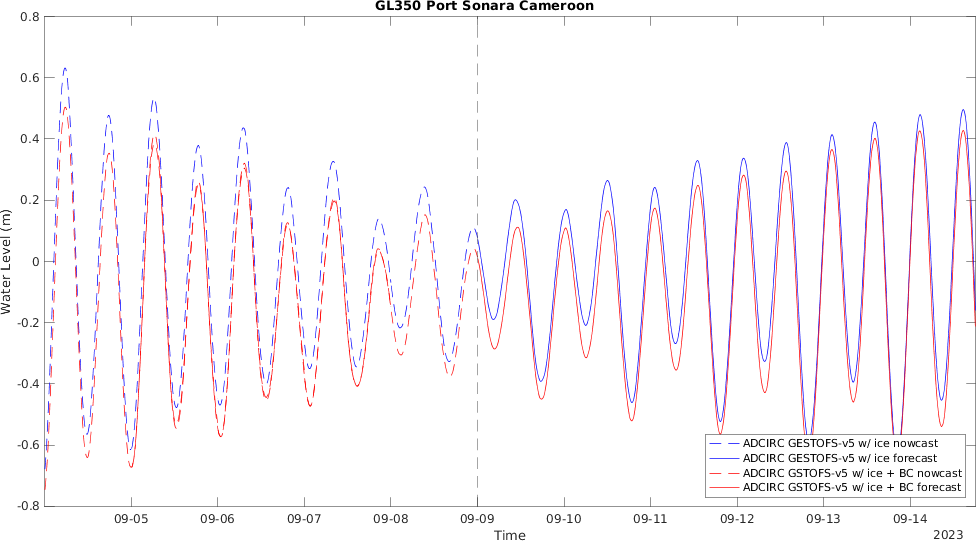 GL350 Port Sonara Cameroon
0.8
0.6
0.4
0.2
0
-0.2
-0.4
-0.6
-0.8
Water Level (m)
ADCIRC GESTOFS-v5 w/ ice nowcast
ADCIRC GESTOFS-v5 w/ ice forecast
ADCIRC GSTOFS-v5 w/ ice + BC nowcast
ADCIRC GSTOFS-v5 w/ ice + BC forecast
09-05 09-06 09-07 09-08 09-09 09-10 09-11 09-12 09-13 09-14
Time
2023